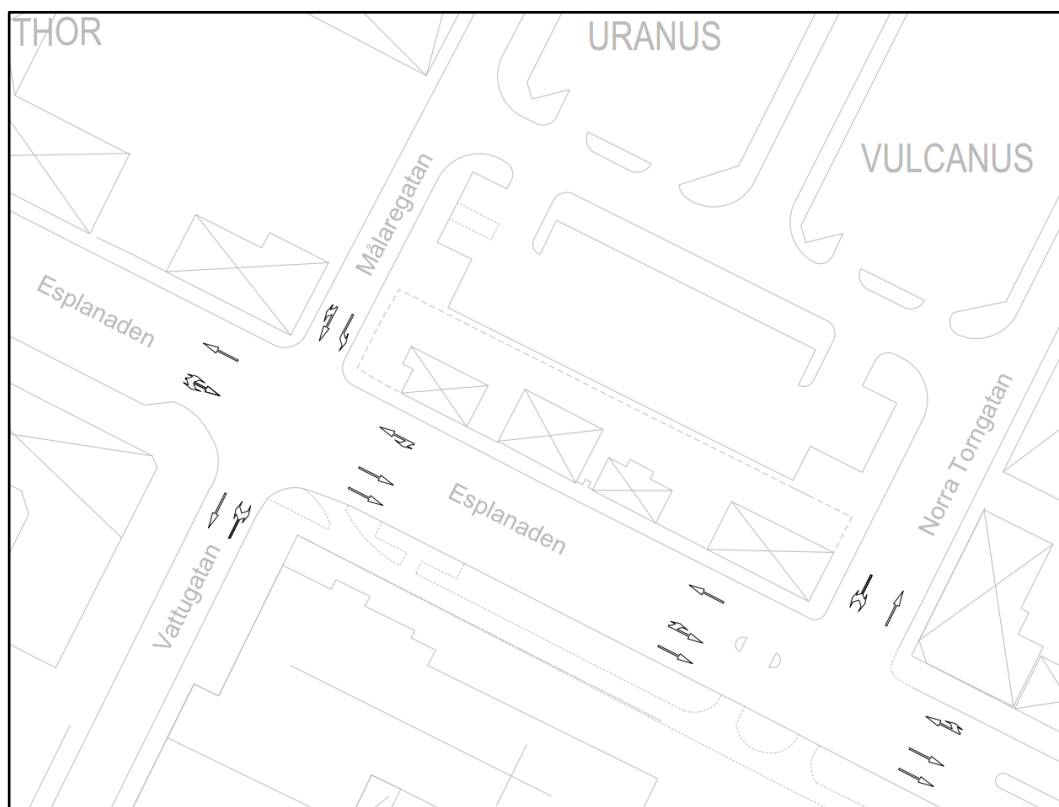 THOR
URANUS
VULCANUS
Målaregatan
Esplanaden
Norra Torngatan
Esplanaden
Vattugatan